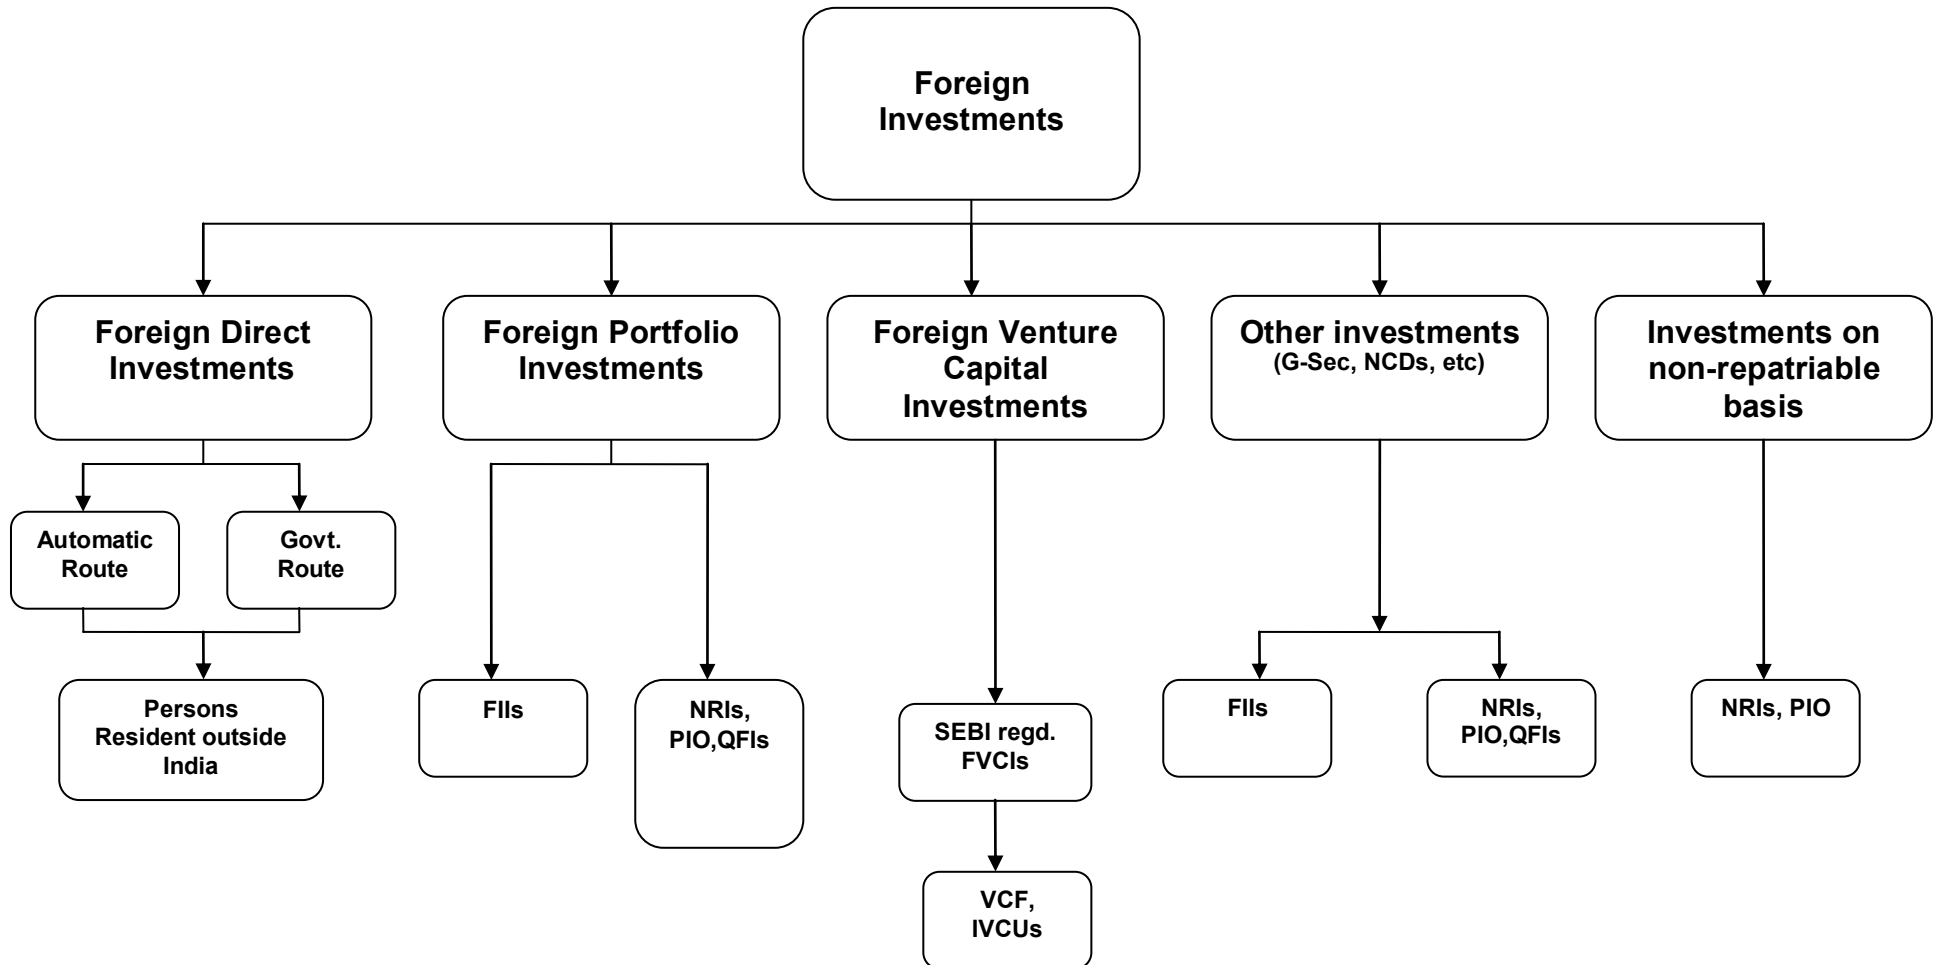 Foreign
Investments
Foreign Direct
Investments
Foreign Portfolio
Investments
Foreign Venture
Capital
Investments
Other investments
(G-Sec, NCDs, etc)
Investments on
non-repatriable
basis
Automatic
Route
Govt.
Route
Persons
Resident outside
India
FIIs
NRIs,
PIO,QFIs
SEBI regd.
FVCIs
FIIs
NRIs,
PIO,QFIs
NRIs, PIO
VCF,
IVCUs